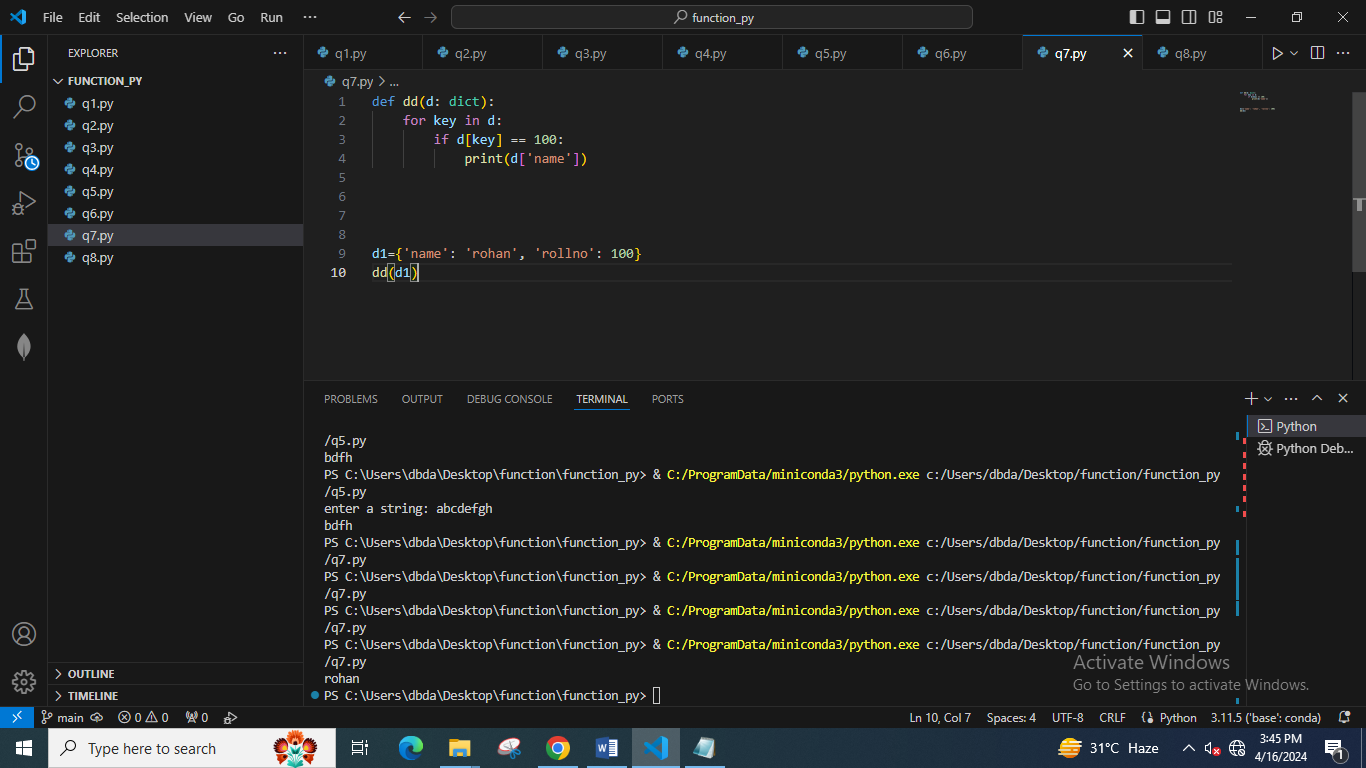 File Edit Selection View Go Run ··· function_py
EXPLORER ···
FUNCTION_PY
q1.py
q2.py
q3.py
q4.py
q5.py
q6.py
q7.py
q8.py
OUTLINE
TIMELINE
q1.py q2.py q3.py q4.py q5.py q6.py q7.py q8.py
q7.py > ...
1 def dd(d: dict):
2     for key in d:
3         if d[key] == 100:
4             print(d['name'])
5
6
7
8
9 d1={'name': 'rohan', 'rollno': 100}
10 dd(d1)
PROBLEMS OUTPUT DEBUG CONSOLE TERMINAL PORTS
Python
Python Deb...
/q5.py
bdfh
PS C:\Users\dbda\Desktop\function\function_py> & C:/ProgramData/miniconda3/python.exe c:/Users/dbda/Desktop/function/function_py
/q5.py
enter a string: abcdefgh
bdfh
PS C:\Users\dbda\Desktop\function\function_py> & C:/ProgramData/miniconda3/python.exe c:/Users/dbda/Desktop/function/function_py
/q7.py
PS C:\Users\dbda\Desktop\function\function_py> & C:/ProgramData/miniconda3/python.exe c:/Users/dbda/Desktop/function/function_py
/q7.py
PS C:\Users\dbda\Desktop\function\function_py> & C:/ProgramData/miniconda3/python.exe c:/Users/dbda/Desktop/function/function_py
/q7.py
PS C:\Users\dbda\Desktop\function\function_py> & C:/ProgramData/miniconda3/python.exe c:/Users/dbda/Desktop/function/function_py
/q7.py
rohan
PS C:\Users\dbda\Desktop\function\function_py>
Activate Windows
Go to Settings to activate Windows.
main 0 0 0 Ln 10, Col 7 Spaces: 4 UTF-8 CRLF Python 3.11.5 ('base': conda)
Type here to search 31°C Haze 3:45 PM
4/16/2024 1